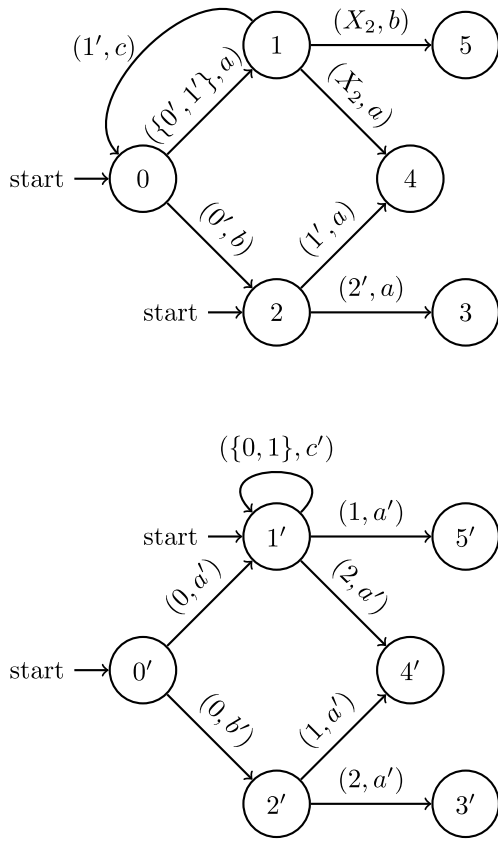 (X₂, b)
(1′, c)
1
5
({0′, 1′}, a)
(X₂, a)
start
0
4
(0′, b)
(1′, a)
(2′, a)
start
2
3
({0, 1}, c′)
(1, a′)
start
1′
5′
(0, a′)
(2, a′)
start
0′
4′
(0, b′)
(1, a′)
(2, a′)
2′
3′